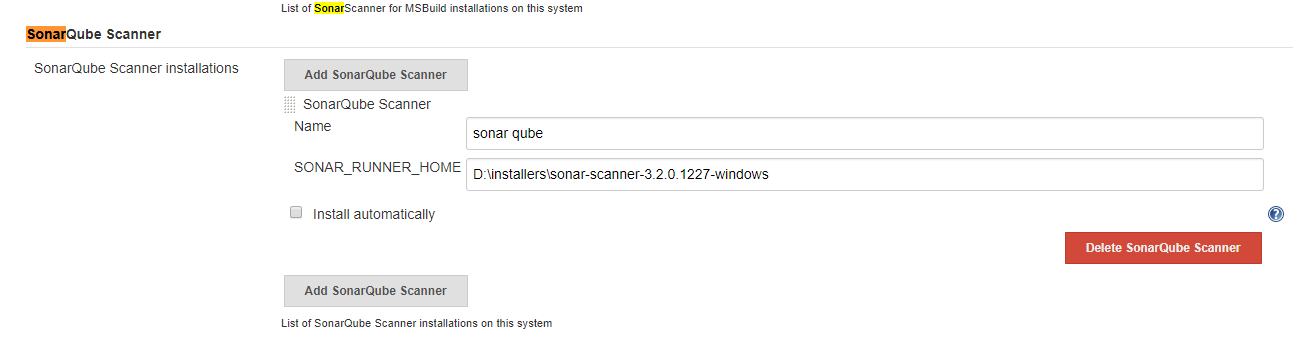 List of SonarScanner for MSBuild installations on this system
SonarQube Scanner
SonarQube Scanner installations
Add SonarQube Scanner
SonarQube Scanner
Name
sonar qube
SONAR_RUNNER_HOME
D:\installers\sonar-scanner-3.2.0.1227-windows
Install automatically
?
Delete SonarQube Scanner
Add SonarQube Scanner
List of SonarQube Scanner installations on this system